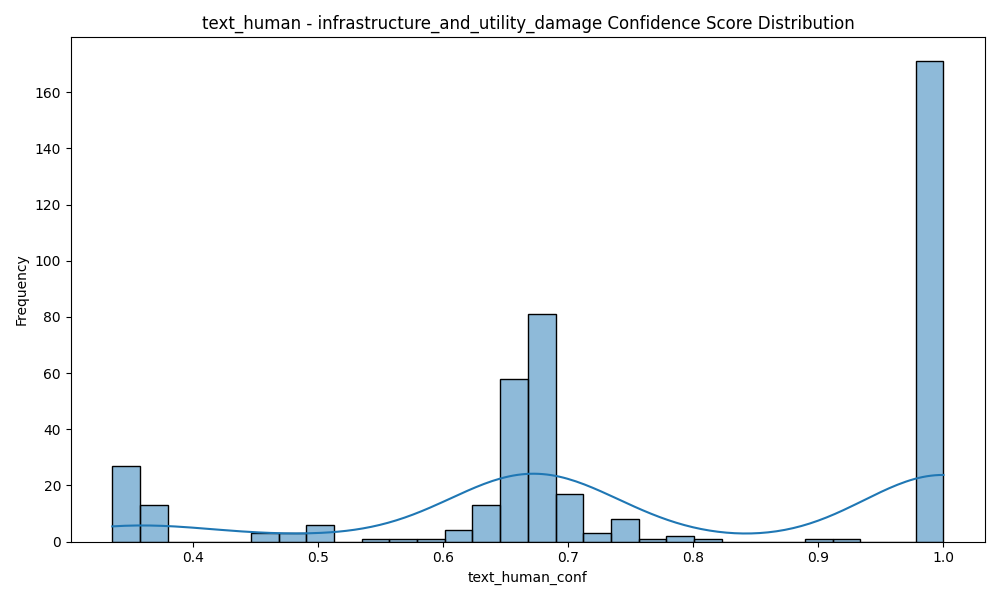 text_human - infrastructure_and_utility_damage Confidence Score Distribution
160
140
120
100
80
60
40
20
0
Frequency
0.4 0.5 0.6 0.7 0.8 0.9 1.0
text_human_conf